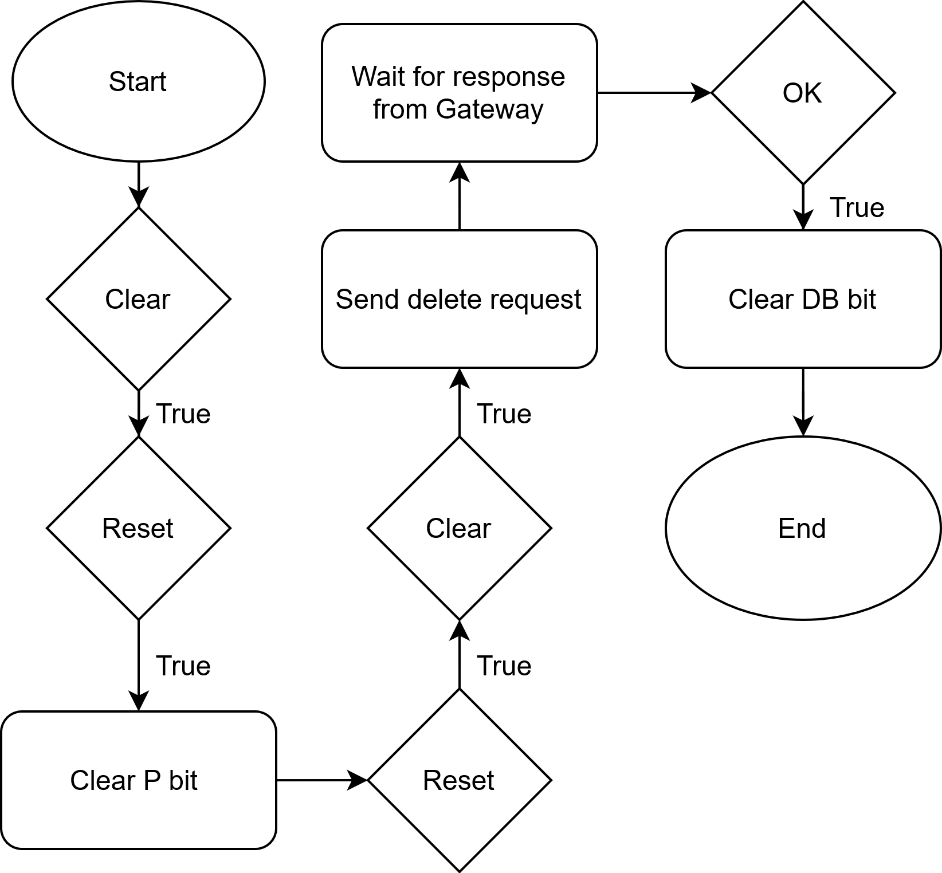 Start
Clear
True
Reset
True
Clear P bit
Reset
True
Clear
True
Send delete request
Wait for response
from Gateway
OK
True
Clear DB bit
End